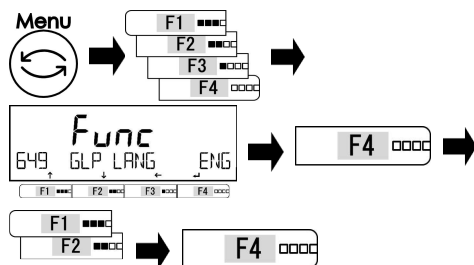 Menu
F1
F2
F3
F4
Func
649 GLP LANG ENG
F1 F2 F3 F4
F4
F1
F2
F4